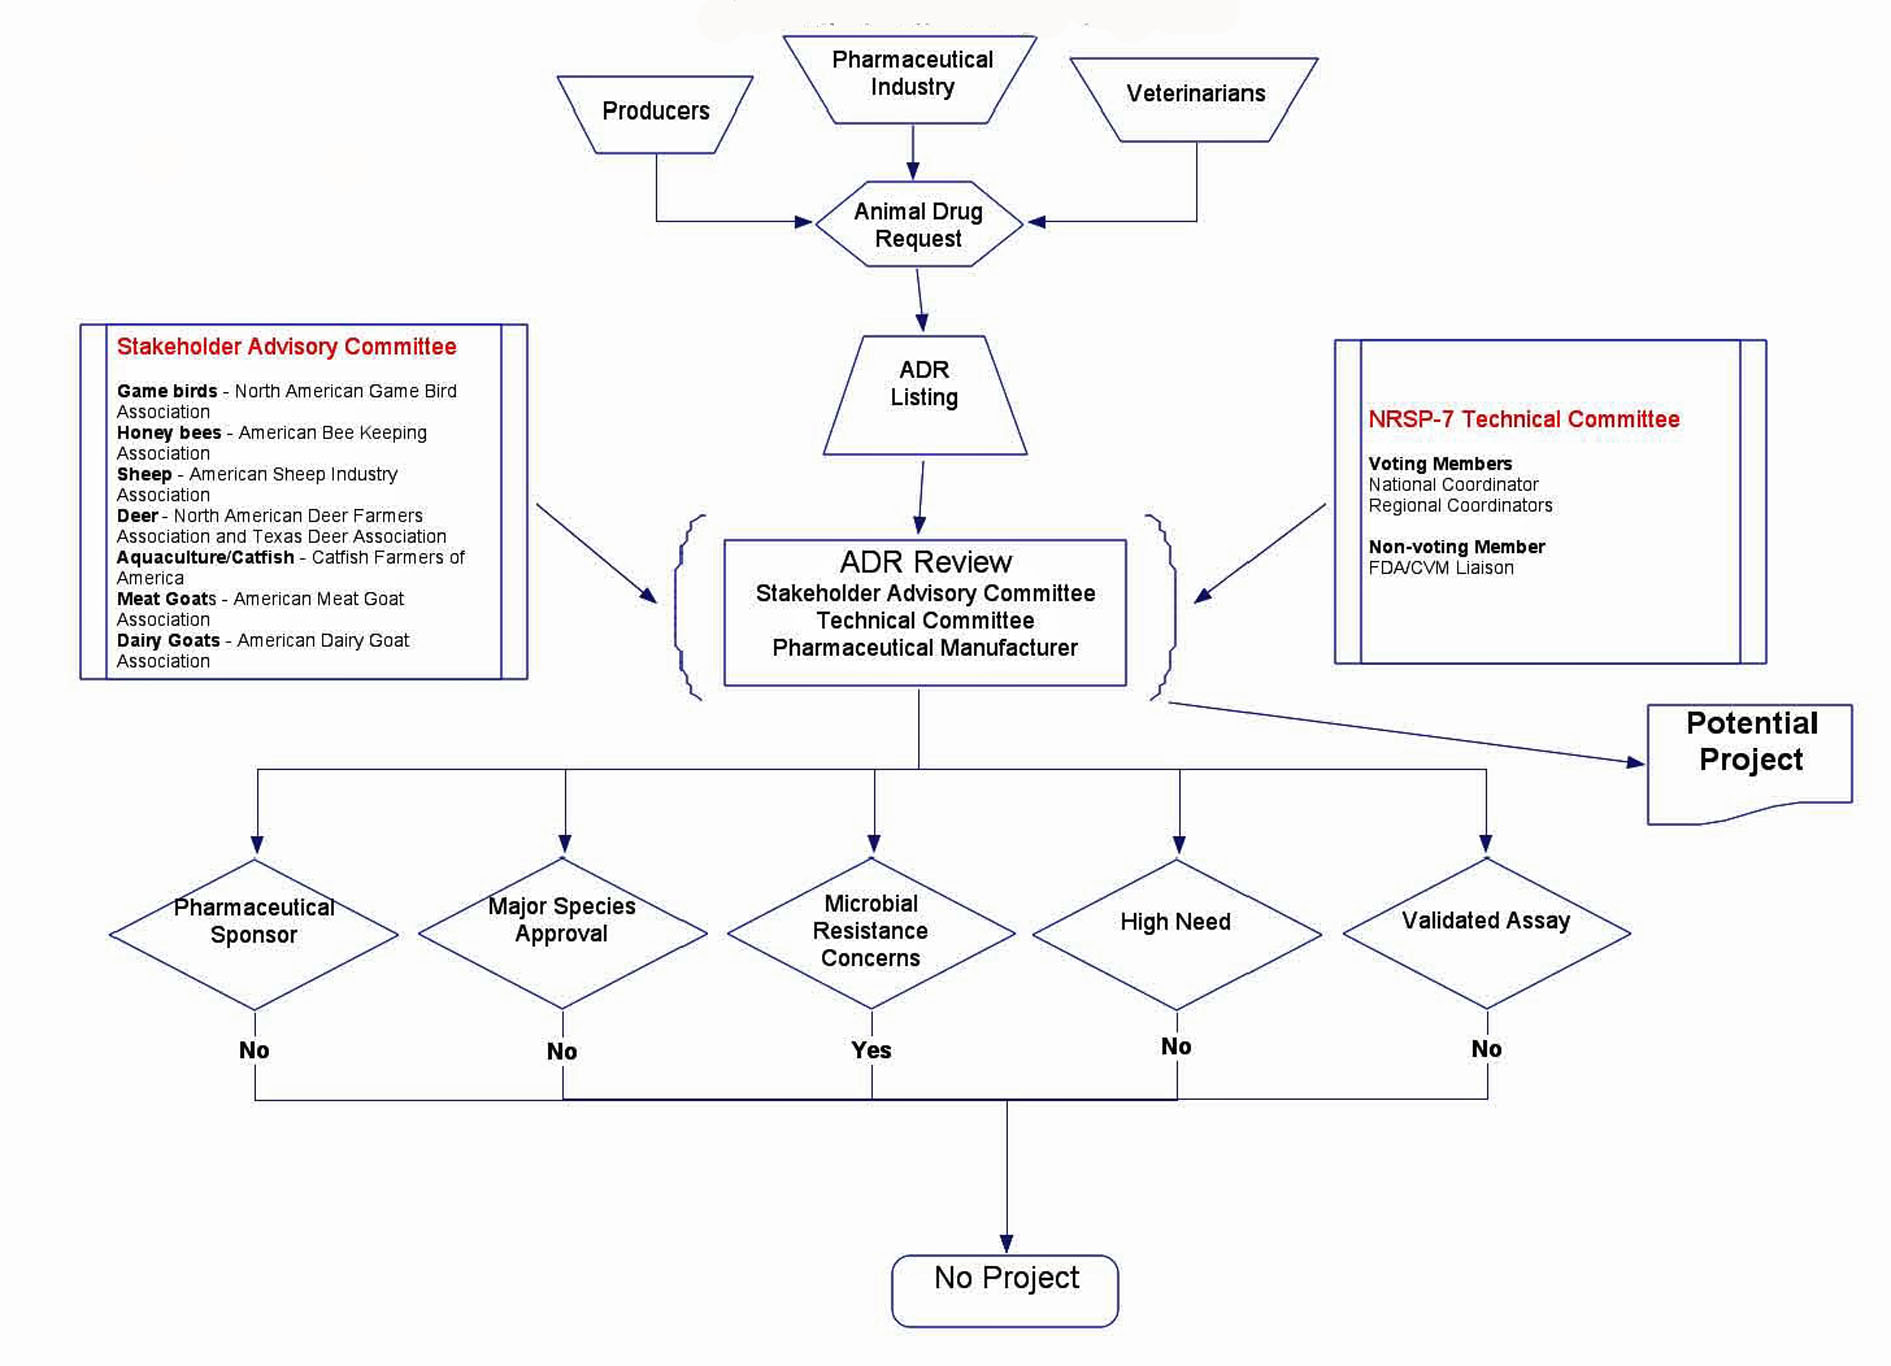 Pharmaceutical
Industry
Producers
Veterinarians
Animal Drug
Request
ADR
Listing
Stakeholder Advisory Committee
Game birds - North American Game Bird
Association
Honey bees - American Bee Keeping
Association
Sheep - American Sheep Industry
Association
Deer - North American Deer Farmers
Association and Texas Deer Association
Aquaculture/Catfish - Catfish Farmers of
America
Meat Goats - American Meat Goat
Association
Dairy Goats - American Dairy Goat
Association
NRSP-7 Technical Committee
Voting Members
National Coordinator
Regional Coordinators
Non-voting Member
FDA/CVM Liaison
ADR Review
Stakeholder Advisory Committee
Technical Committee
Pharmaceutical Manufacturer
Potential
Project
Pharmaceutical
Sponsor
Major Species
Approval
Microbial
Resistance
Concerns
High Need
Validated Assay
No
No
Yes
No
No
No Project